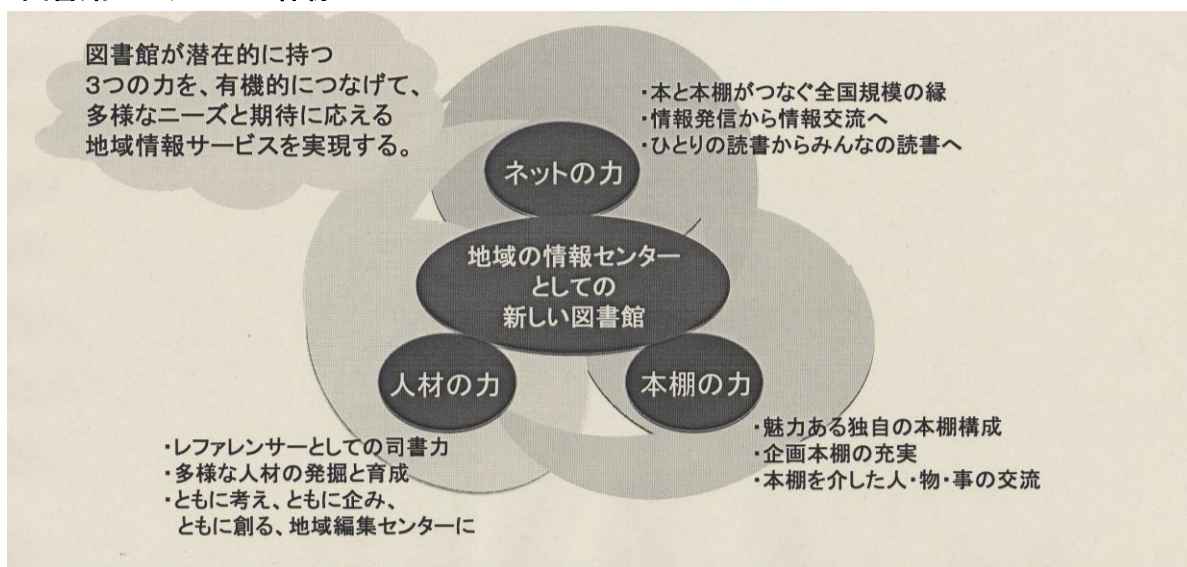 図書館が潜在的に持つ
3つの力を、有機的につなげて、
多様なニーズと期待に応える
地域情報サービスを実現する。
・本と本棚がつなぐ全国規模の縁
・情報発信から情報交流へ
・ひとりの読書からみんなの読書へ
ネットの力
地域の情報センター
としての
新しい図書館
人材の力
本棚の力
・レファレンサーとしての司書力
・多様な人材の発掘と育成
・ともに考え、ともに企み、
ともに創る、地域編集センターに
・魅力ある独自の本棚構成
・企画本棚の充実
・本棚を介した人・物・事の交流